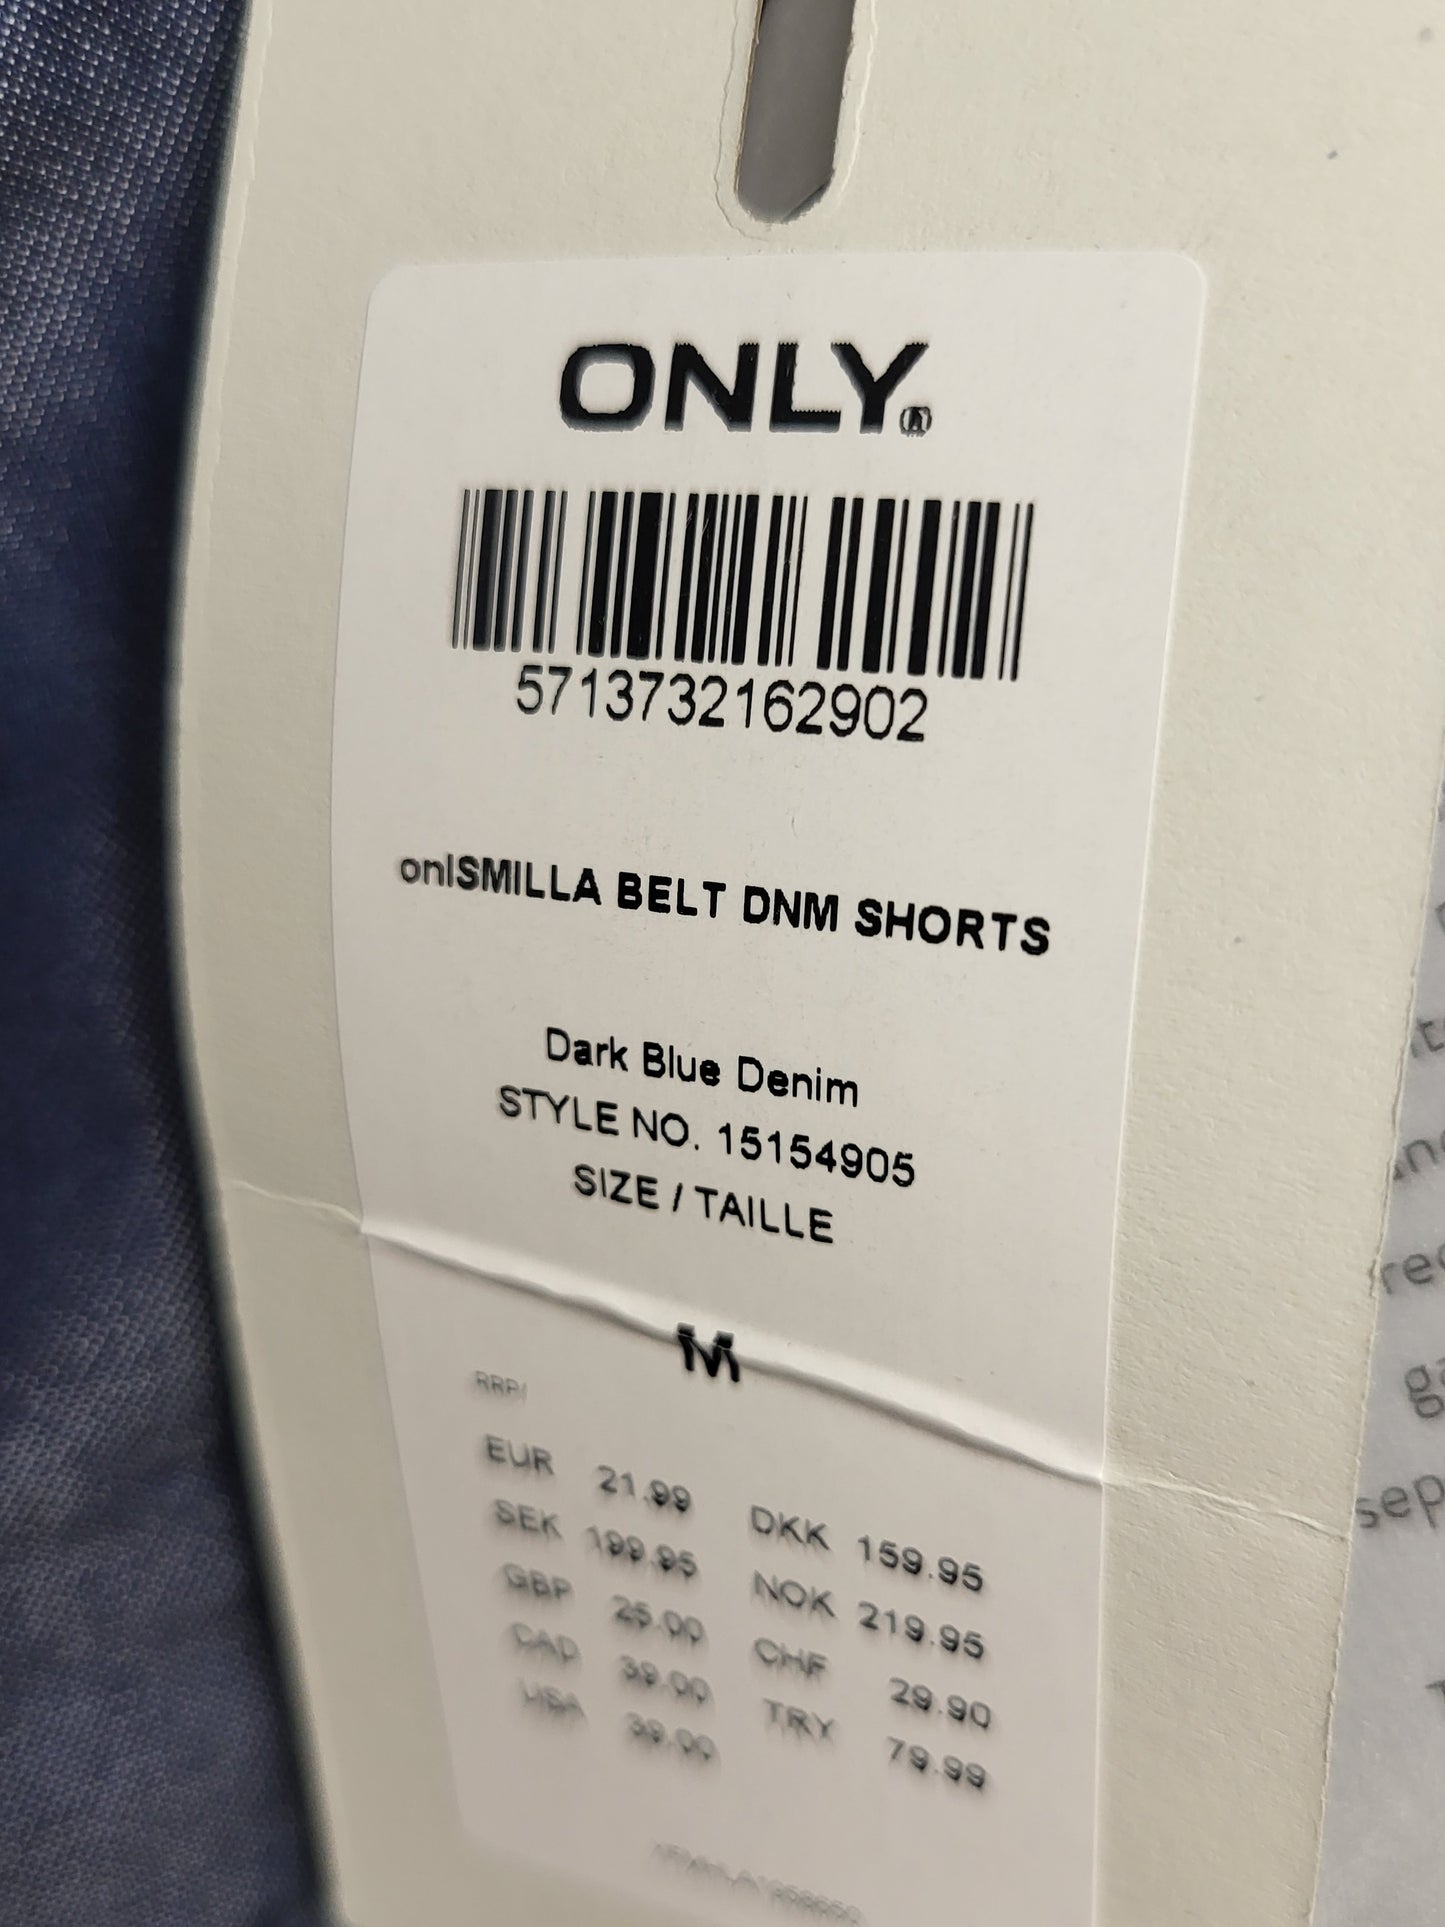 ONLY®
5713732162902
onlSMILLA BELT DNM SHORTS
Dark Blue Denim
STYLE NO. 15154905
SIZE / TAILLE
M
RRP/
EUR 21.99 DKK 159.95
SEK 199.95 NOK 219.95
GBP 25.00 CHF 29.90
CAD 39.00 TRY 79.99
USA 39.00
sep